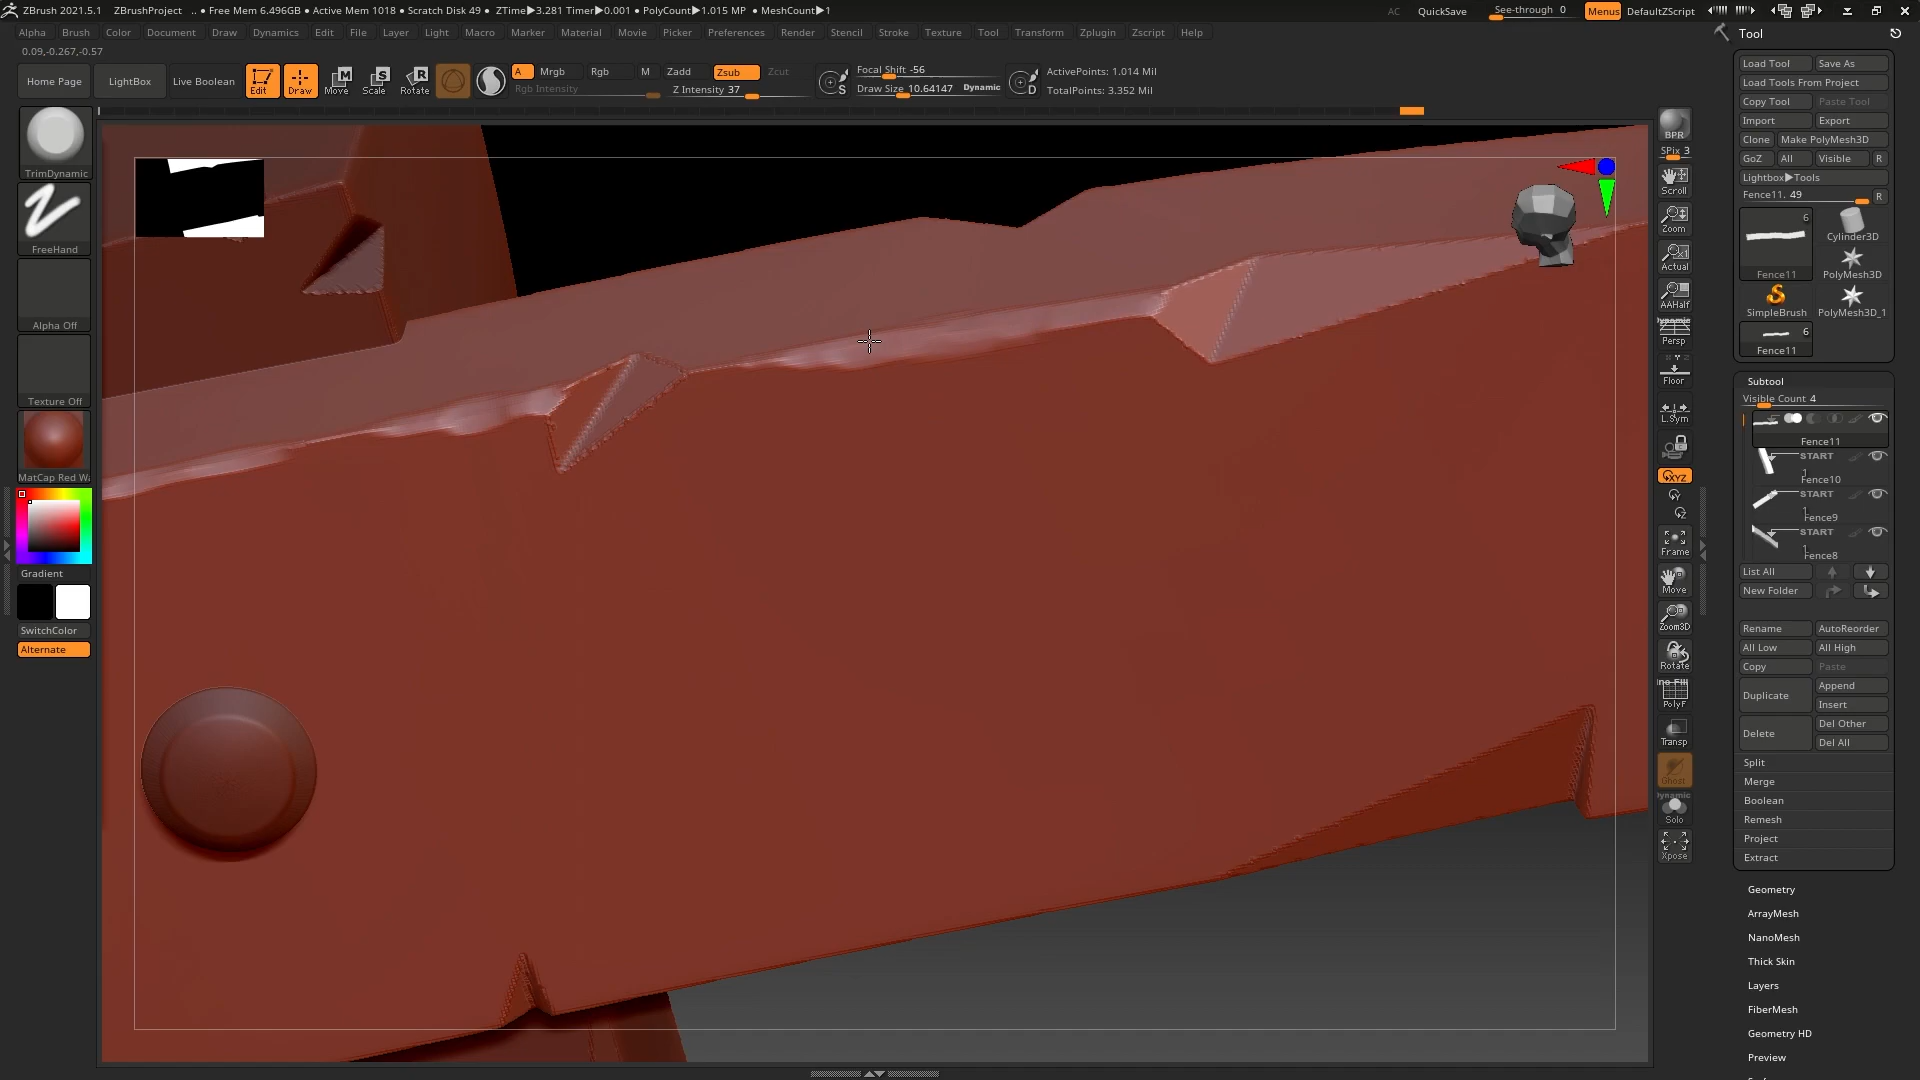 ZBrush 2021.5.1 ZBrushProject .. • Free Mem 6.496GB • Active Mem 1018 • Scratch Disk 49 • ZTime▶3.281 Timer▶0.001 • PolyCount▶1.015 MP • MeshCount▶1 AC QuickSave See-through 0 Menus DefaultZScript
Alpha Brush Color Document Draw Dynamics Edit File Layer Light Macro Marker Material Movie Picker Preferences Render Stencil Stroke Texture Tool Transform Zplugin Zscript Help
0.09,-0.267,-0.57
Home Page LightBox Live Boolean Edit Draw Move Scale Rotate
A Mrgb Rgb M Zadd Zsub Zcut
Rgb Intensity Z Intensity 37
S Focal Shift -56
Draw Size 10.64147 Dynamic D
ActivePoints: 1.014 Mil
TotalPoints: 3.352 Mil
TrimDynamic
FreeHand
Alpha Off
Texture Off
MatCap Red Wa
Gradient
SwitchColor
Alternate
BPR
SPix 3
Scroll
Zoom
Actual
AAHalf
Dynamic
Persp
Floor
L.Sym
XYZ
Y
Z
Frame
Move
Zoom3D
Rotate
PolyF
Transp
Ghost
Dynamic
Solo
Xpose
Tool
Load Tool Save As
Load Tools From Project
Copy Tool Paste Tool
Import Export
Clone Make PolyMesh3D
GoZ All Visible R
Lightbox▶Tools
Fence11. 49 R
6
Fence11 Cylinder3D
PolyMesh3D
SimpleBrush PolyMesh3D_1
6
Fence11
Subtool
Visible Count 4
Fence11
START
1
Fence10
START
1
Fence9
START
1
Fence8
List All
New Folder
Rename AutoReorder
All Low All High
Copy Paste
Duplicate Append
Insert
Delete Del Other
Del All
Split
Merge
Boolean
Remesh
Project
Extract
Geometry
ArrayMesh
NanoMesh
Thick Skin
Layers
FiberMesh
Geometry HD
Preview